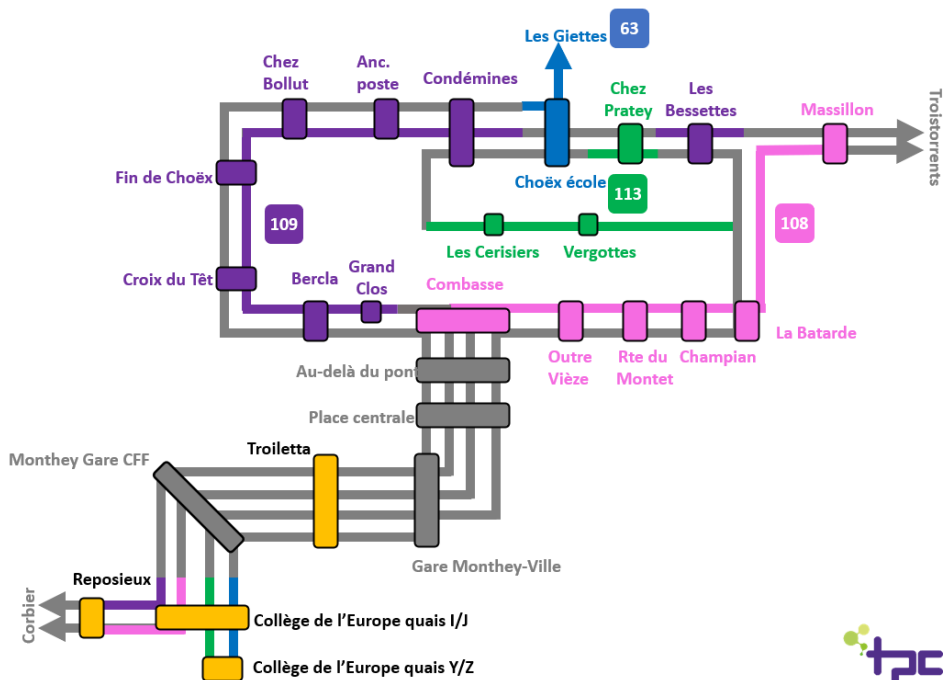 Les Giettes
63
Chez
Bollut
Anc.
poste
Condémines
Chez
Pratey
Les
Bessettes
Massillon
Troistorrents
Fin de Choëx
Choëx école
113
109
108
Les Cerisiers
Vergottes
Croix du Têt
Bercla
Grand
Clos
Combasse
La Batarde
Outre
Vièze
Rte du
Montet
Champian
Au-delà du pont
Place centrale
Troiletta
Monthey Gare CFF
Gare Monthey-Ville
Reposieux
Corbier
Collège de l’Europe quais I/J
Collège de l’Europe quais Y/Z
tpc